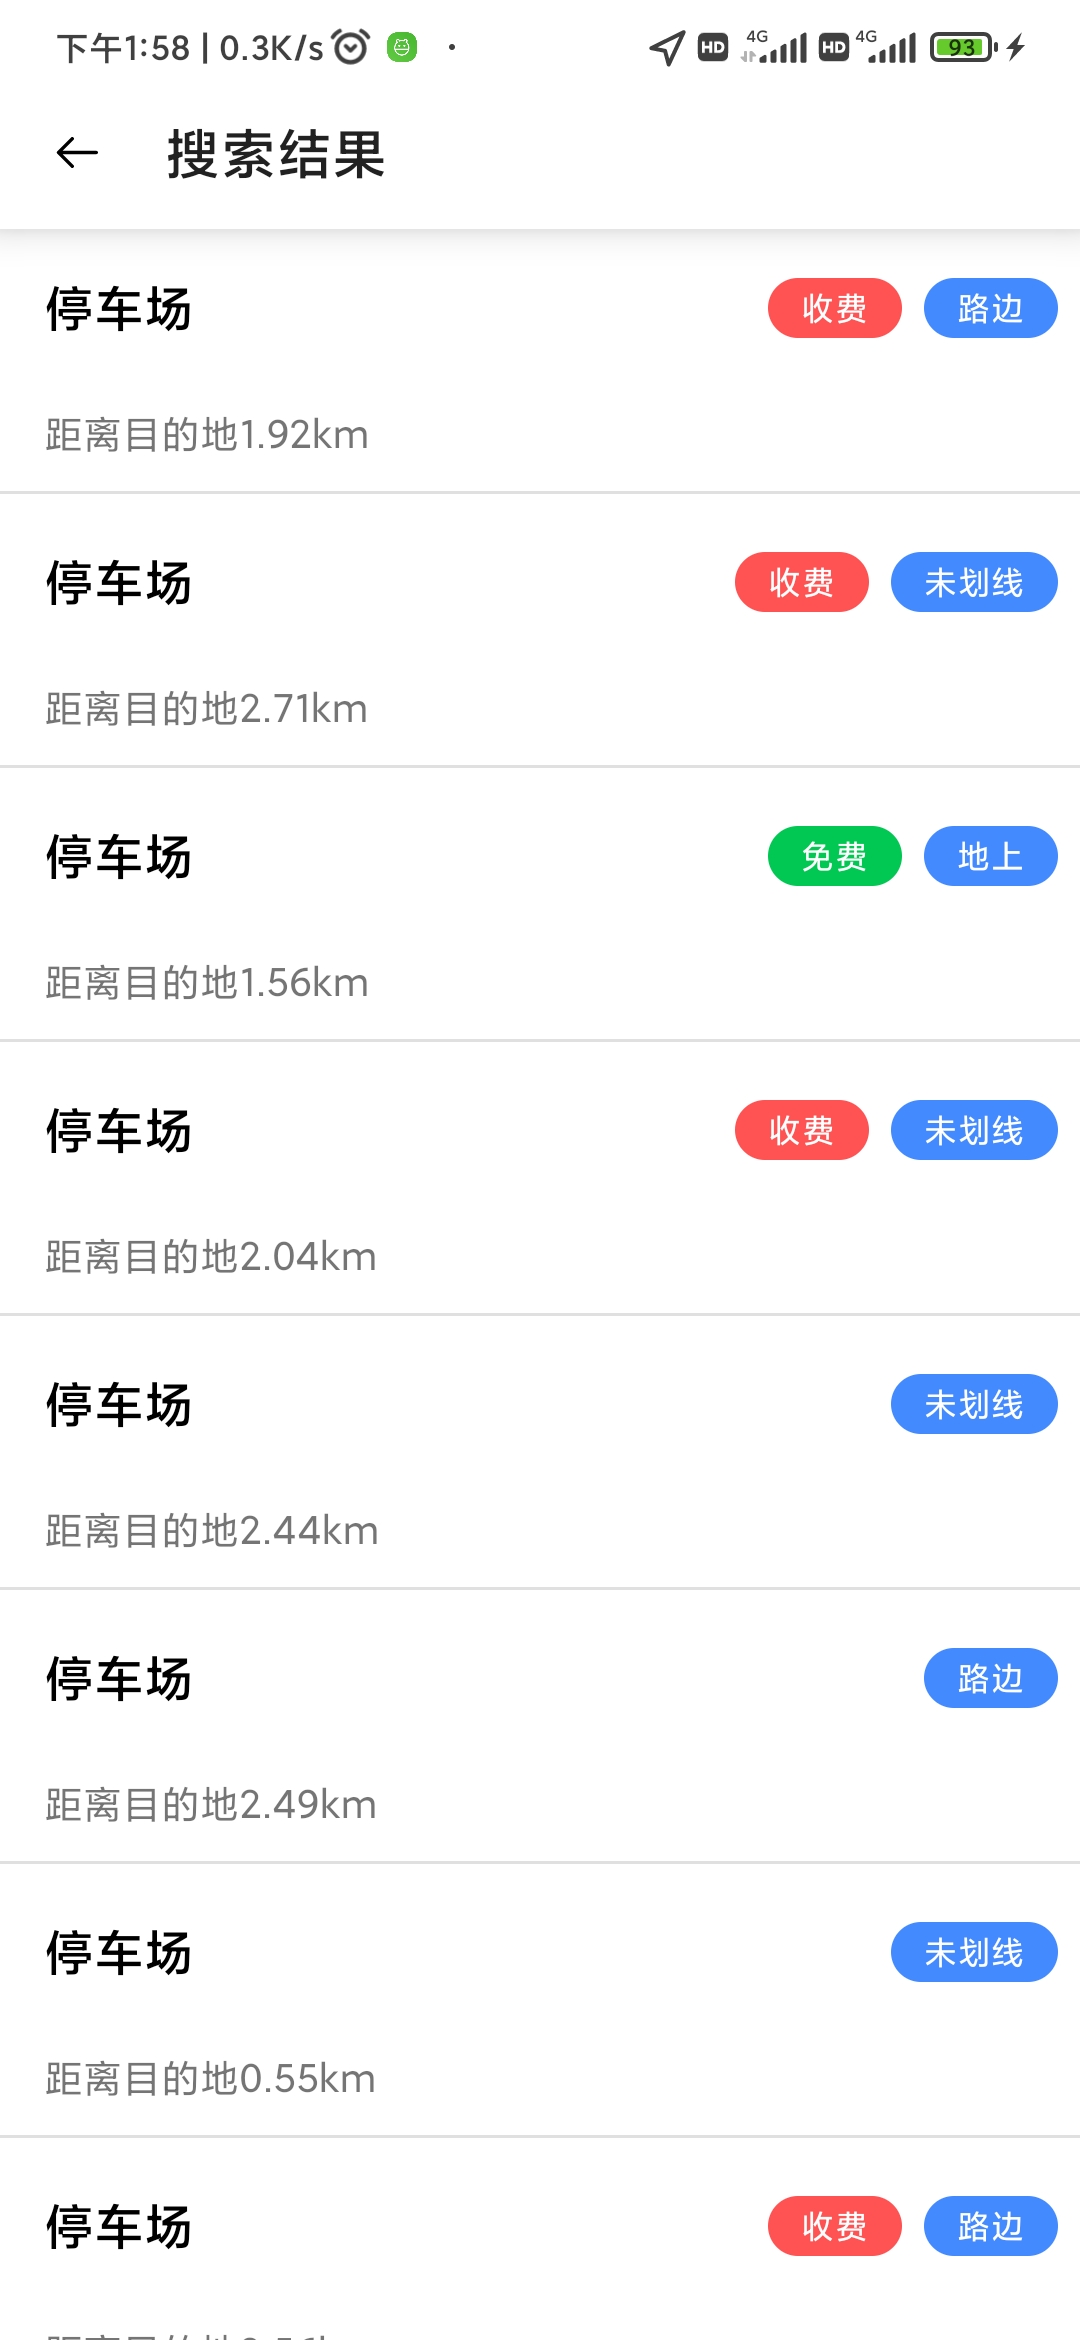 下午1:58 | 0.3K/s
HD 4G HD 4G 93
搜索结果
停车场 收费 路边
距离目的地1.92km
停车场 收费 未划线
距离目的地2.71km
停车场 免费 地上
距离目的地1.56km
停车场 收费 未划线
距离目的地2.04km
停车场 未划线
距离目的地2.44km
停车场 路边
距离目的地2.49km
停车场 未划线
距离目的地0.55km
停车场 收费 路边